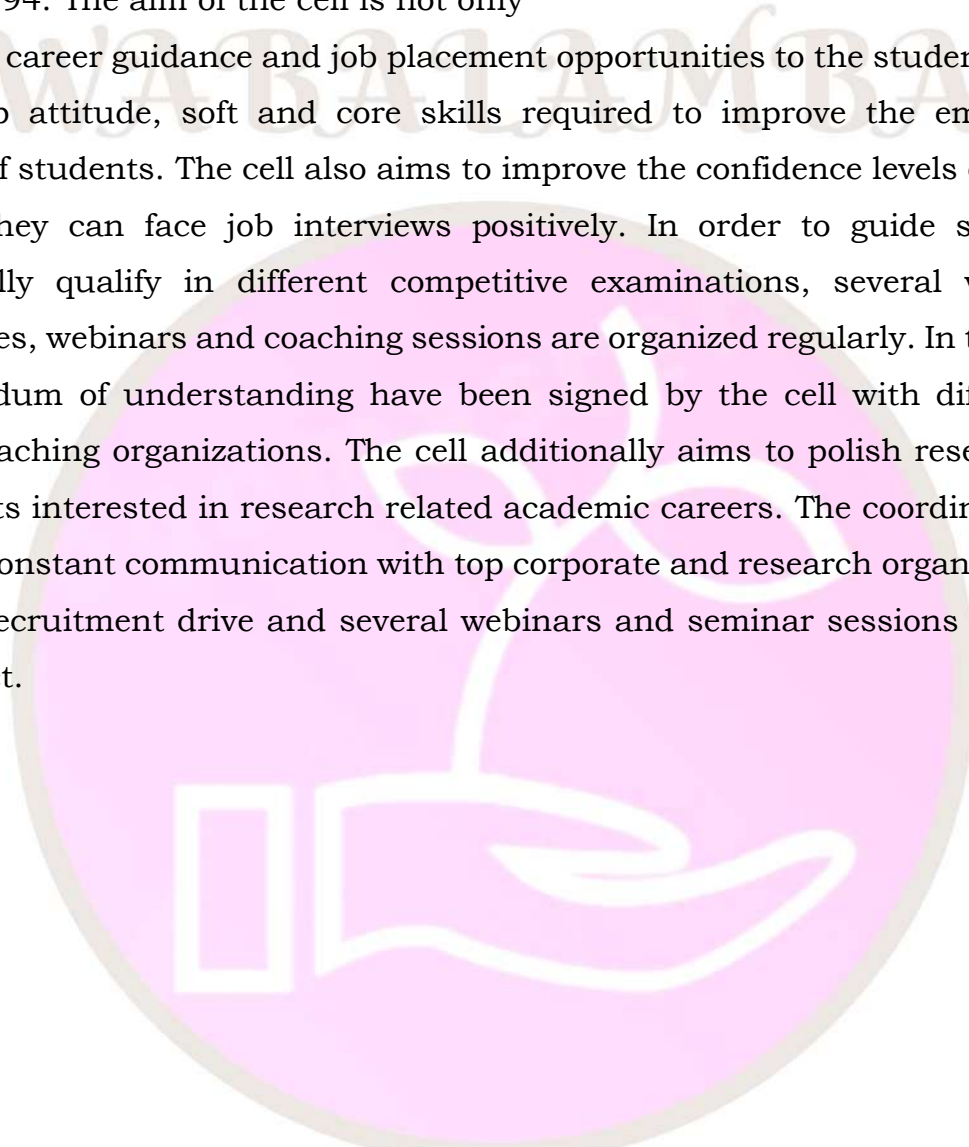 WABALAMBA
94. The aim of the cell is not only
career guidance and job placement opportunities to the studen
attitude, soft and core skills required to improve the em
f students. The cell also aims to improve the confidence levels
hey can face job interviews positively. In order to guide s
lly qualify in different competitive examinations, several
es, webinars and coaching sessions are organized regularly. In t
dum of understanding have been signed by the cell with dif
aching organizations. The cell additionally aims to polish rese
ts interested in research related academic careers. The coordin
onstant communication with top corporate and research organ
ecruitment drive and several webinars and seminar sessions
t.